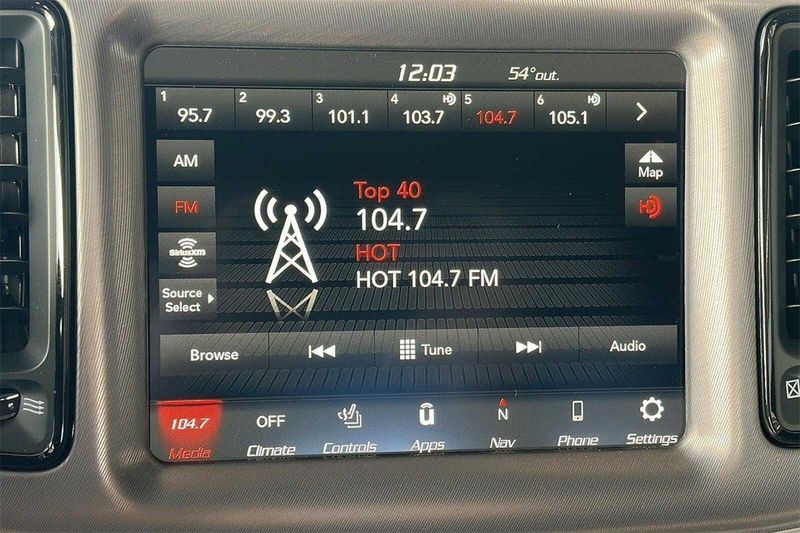 12:03 54°out.
1 2 3 4 5 6
95.7 99.3 101.1 103.7 104.7 105.1
AM
Map
Top 40
FM
104.7
HD
HOT
SiriusXM
HOT 104.7 FM
Source
Select
Browse Tune Audio
104.7 OFF ū N
Media Climate Controls Apps Nav Phone Settings